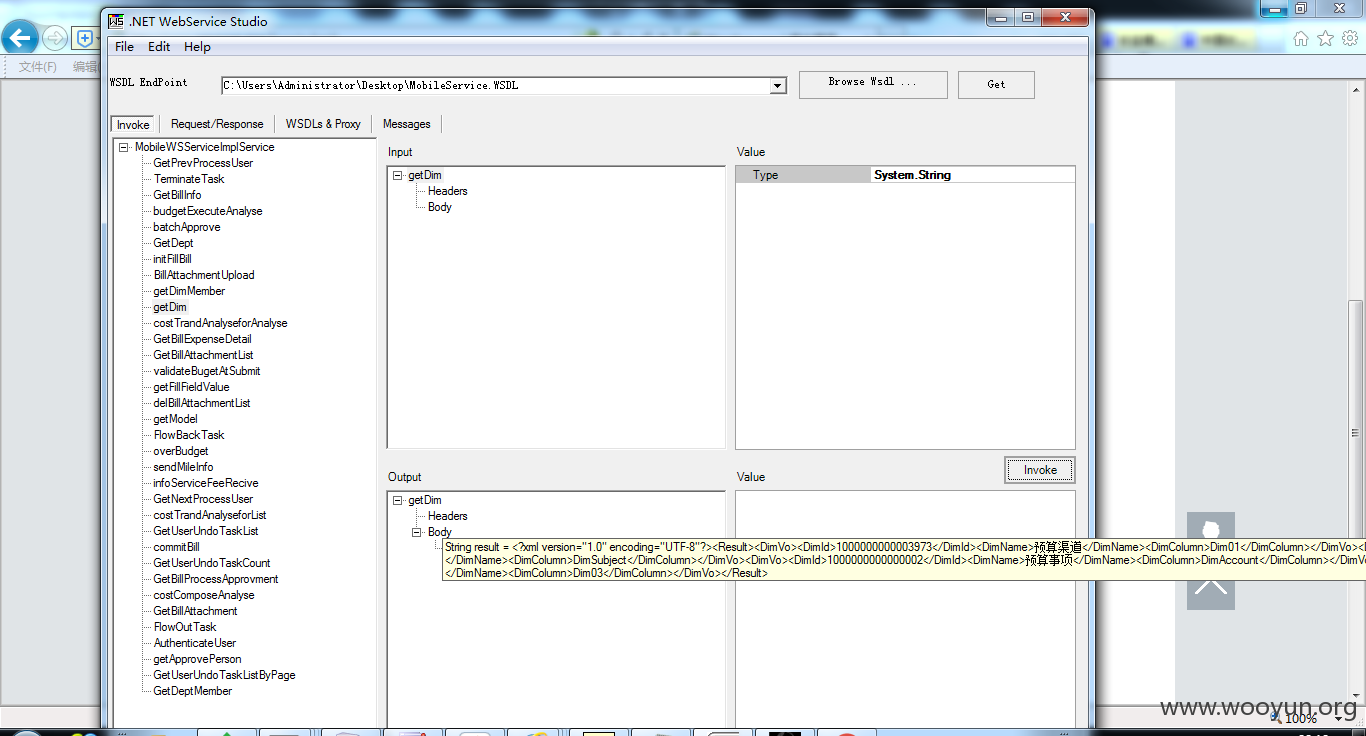 .NET WebService Studio
File Edit Help
文件(F) 编辑(
WSDL EndPoint C:\Users\Administrator\Desktop\MobileService.WSDL Browse Wsdl ... Get
Invoke Request/Response WSDLs & Proxy Messages
MobileWSServiceImplService
GetPrevProcessUser
TerminateTask
GetBillInfo
budgetExecuteAnalyse
batchApprove
GetDept
initFillBill
BillAttachmentUpload
getDimMember
getDim
costTrandAnalyseforAnalyse
GetBillExpenseDetail
GetBillAttachmentList
validateBugetAtSubmit
getFillFieldValue
delBillAttachmentList
getModel
FlowBackTask
overBudget
sendMileInfo
infoServiceFeeRecive
GetNextProcessUser
costTrandAnalyseforList
GetUserUndoTaskList
commitBill
GetUserUndoTaskCount
GetBillProcessApprovment
costComposeAnalyse
GetBillAttachment
FlowOutTask
AuthenticateUser
getApprovePerson
GetUserUndoTaskListByPage
GetDeptMember
Input
getDim
Headers
Body
Value
Type System.String
Invoke
Output
getDim
Headers
Body
Value
String result = <?xml version="1.0" encoding="UTF-8"?><Result><DimVo><DimId>1000000000003973</DimId><DimName>预算渠道</DimName><DimColumn>Dim01</DimColumn></DimVo><D
</DimName><DimColumn>DimSubject</DimColumn></DimVo><DimVo><DimId>1000000000000002</DimId><DimName>预算事项</DimName><DimColumn>DimAccount</DimColumn></DimVo
</DimName><DimColumn>Dim03</DimColumn></DimVo></Result>
www.wooyun.org
100%